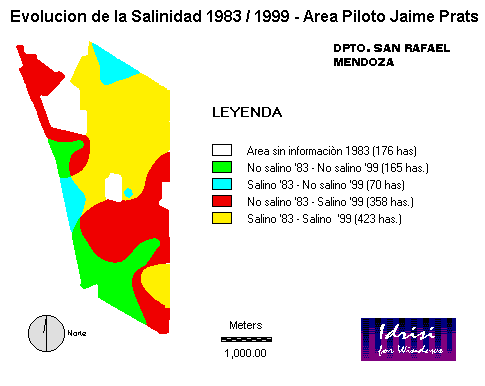 Evolucion de la Salinidad 1983 / 1999 - Area Piloto Jaime Prats
DPTO. SAN RAFAEL
MENDOZA
LEYENDA
Area sin informaciòn 1983 (176 has)
No salino '83 - No salino '99 (165 has.)
Salino '83 - No salino '99 (70 has)
No salino '83 - Salino '99 (358 has.)
Salino '83 - Salino '99 (423 has.)
Norte
Meters
1,000.00
Idrisi
for Windows